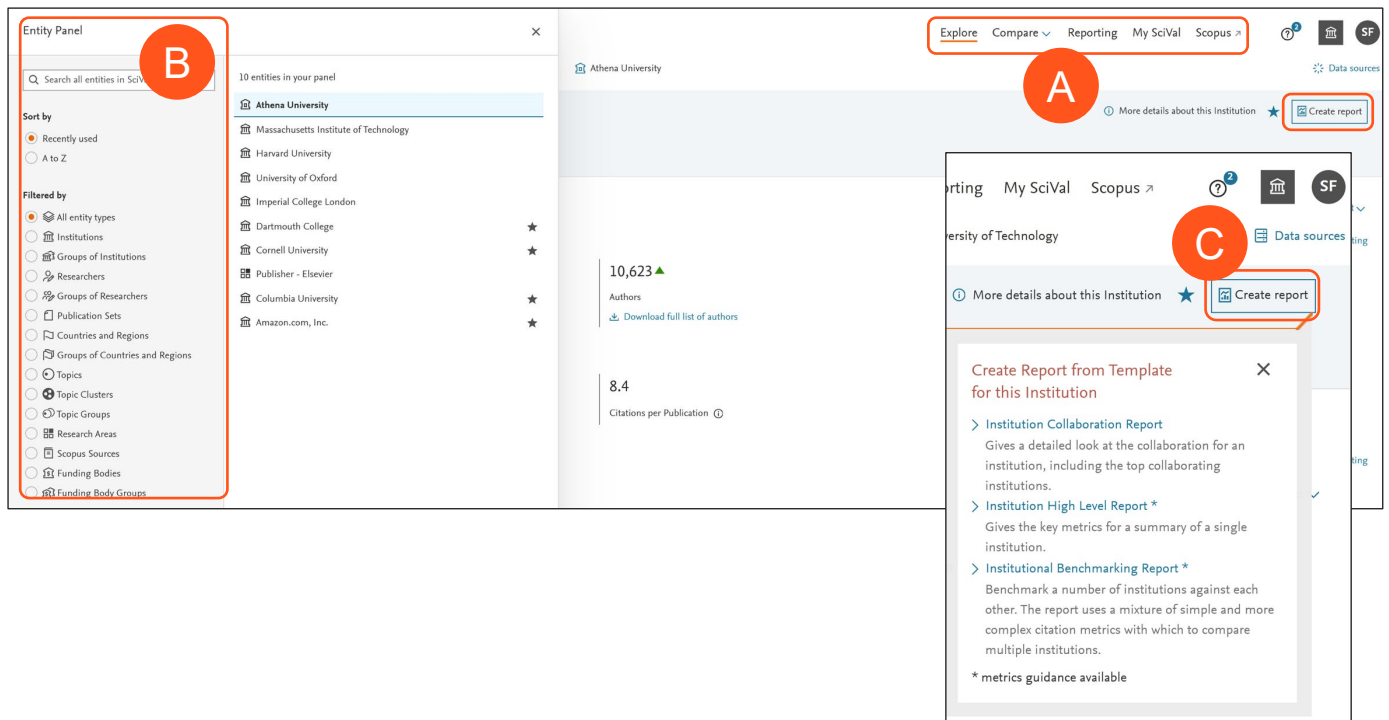 Entity Panel
B
Search all entities in SciV
Sort by
Recently used
A to Z
Filtered by
All entity types
Institutions
Groups of Institutions
Researchers
Groups of Researchers
Publication Sets
Countries and Regions
Groups of Countries and Regions
Topics
Topic Clusters
Topic Groups
Research Areas
Scopus Sources
Funding Bodies
Funding Body Groups
10 entities in your panel
Athena University
Massachusetts Institute of Technology
Harvard University
University of Oxford
Imperial College London
Dartmouth College
Cornell University
Publisher - Elsevier
Columbia University
Amazon.com, Inc.
Explore Compare Reporting My SciVal Scopus
2
SF
A
Athena University
Data sources
More details about this Institution
Create report
10,623
Authors
Download full list of authors
8.4
Citations per Publication
rting My SciVal Scopus
2
SF
versity of Technology
C
Data sources
More details about this Institution
Create report
Create Report from Template
for this Institution
Institution Collaboration Report
Gives a detailed look at the collaboration for an
institution, including the top collaborating
institutions.
Institution High Level Report *
Gives the key metrics for a summary of a single
institution.
Institutional Benchmarking Report *
Benchmark a number of institutions against each
other. The report uses a mixture of simple and more
complex citation metrics with which to compare
multiple institutions.
* metrics guidance available
t
ting
ting